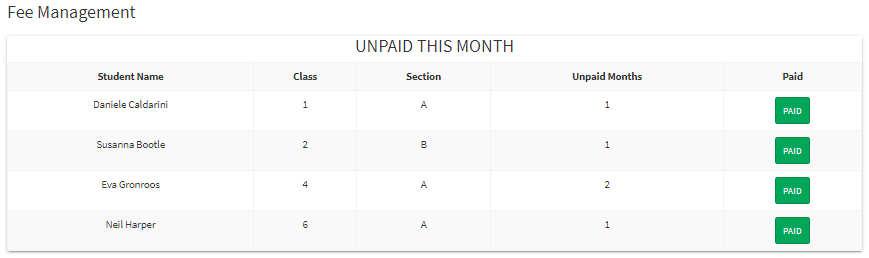 Fee Management
UNPAID THIS MONTH
Student Name Class Section Unpaid Months Paid
Daniele Caldarini 1 A 1 PAID
Susanna Bootle 2 B 1 PAID
Eva Gronroos 4 A 2 PAID
Neil Harper 6 A 1 PAID